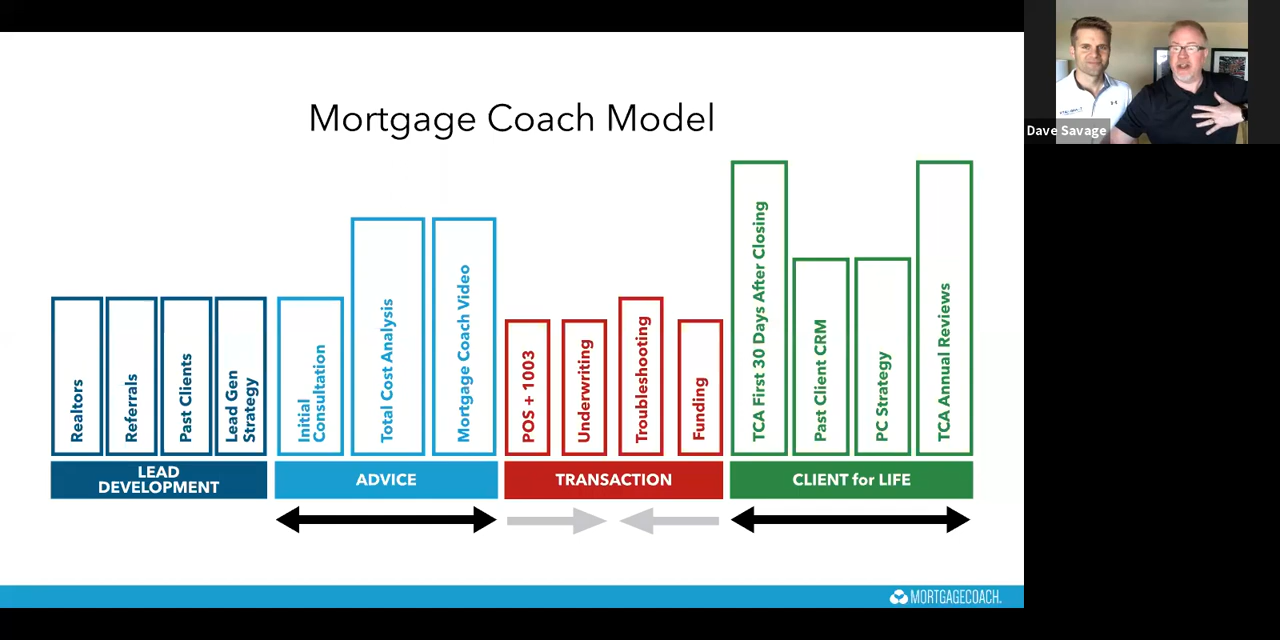 Mortgage Coach Model
Dave Savage
Realtors
Referrals
Past Clients
Lead Gen
Strategy
Initial
Consultation
Total Cost Analysis
Mortgage Coach Video
POS + 1003
Underwriting
Troubleshooting
Funding
TCA First 30 Days After Closing
Past Client CRM
PC Strategy
TCA Annual Reviews
LEAD
DEVELOPMENT
ADVICE
TRANSACTION
CLIENT for LIFE
MORTGAGECOACH.